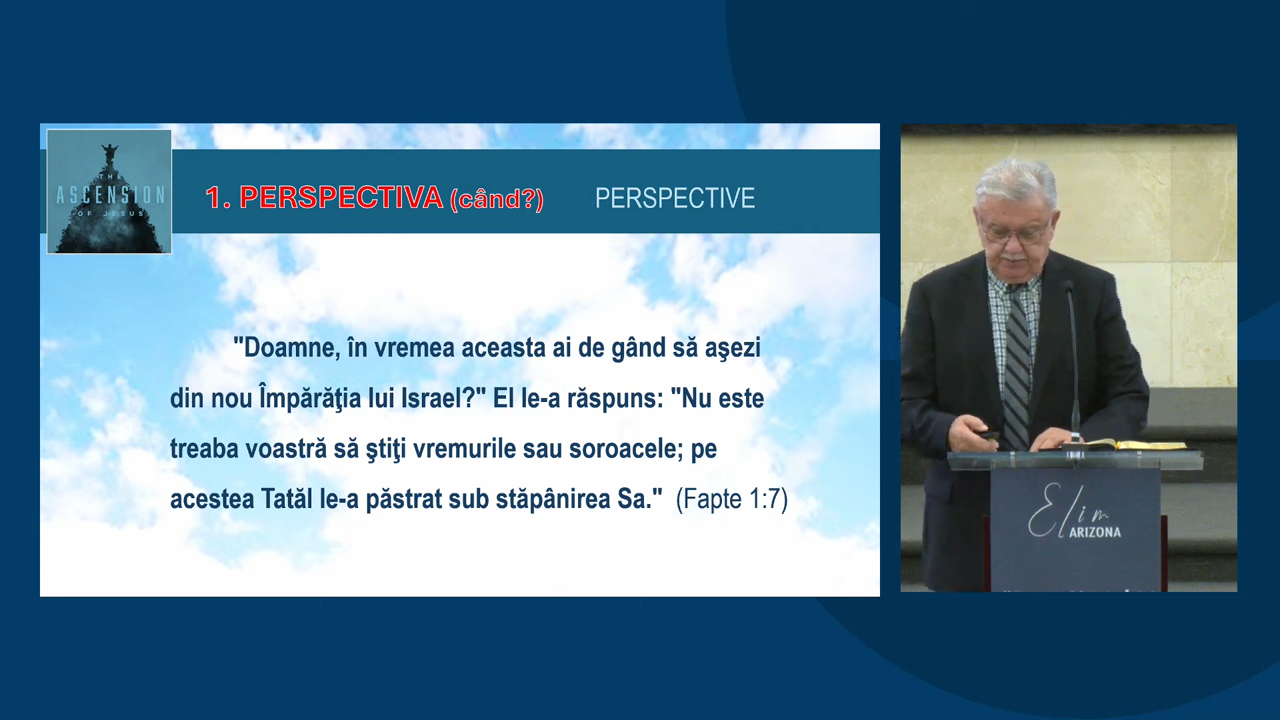 THE
ASCENSION
OF JESUS
1. PERSPECTIVA (când?) PERSPECTIVE
"Doamne, în vremea aceasta ai de gând să aşezi
din nou Împărăţia lui Israel?" El le-a răspuns: "Nu este
treaba voastră să ştiţi vremurile sau soroacele; pe
acestea Tatăl le-a păstrat sub stăpânirea Sa." (Fapte 1:7)
Elim
ARIZONA